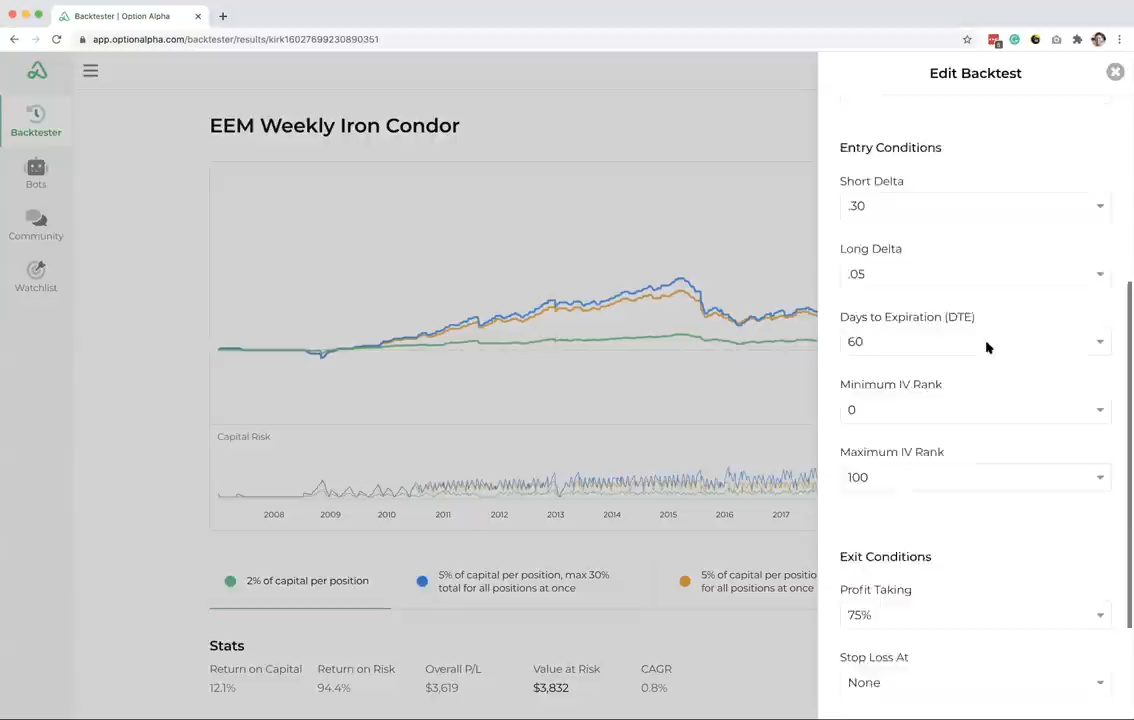 Backtester | Option Alpha
app.optionalpha.com/backtester/results/kirk16027699230890351
Backtester
Bots
Community
Watchlist
EEM Weekly Iron Condor
Capital Risk
2008 2009 2010 2011 2012 2013 2014 2015 2016 2017
2% of capital per position
5% of capital per position, max 30%
total for all positions at once
5% of capital per positio
for all positions at once
Stats
Return on Capital Return on Risk Overall P/L Value at Risk CAGR
12.1% 94.4% $3,619 $3,832 0.8%
Edit Backtest
Entry Conditions
Short Delta
.30
Long Delta
.05
Days to Expiration (DTE)
60
Minimum IV Rank
0
Maximum IV Rank
100
Exit Conditions
Profit Taking
75%
Stop Loss At
None